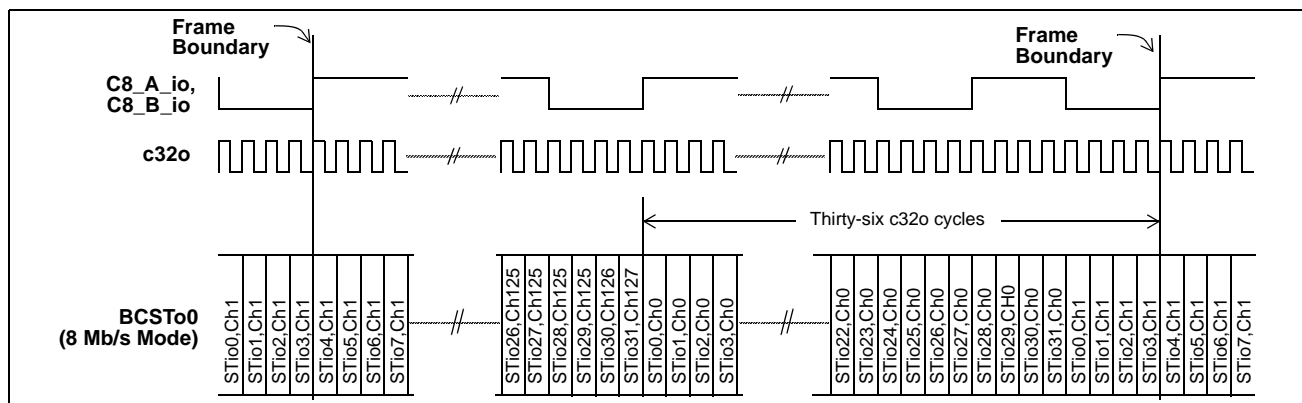 Frame
Boundary
Frame
Boundary
C8_A_io,
C8_B_io
c32o
Thirty-six c32o cycles
BCSTo0
(8 Mb/s Mode)
STio0,Ch1
STio1,Ch1
STio2,Ch1
STio3,Ch1
STio4,Ch1
STio5,Ch1
STio6,Ch1
STio7,Ch1
STio26,Ch125
STio27,Ch125
STio28,Ch125
STio29,Ch125
STio30,Ch126
STio31,Ch127
STio0,Ch0
STio1,Ch0
STio2,Ch0
STio3,Ch0
STio22,Ch0
STio23,Ch0
STio24,Ch0
STio25,Ch0
STio26,Ch0
STio27,Ch0
STio28,Ch0
STio29,CH0
STio30,Ch0
STio31,Ch0
STio0,Ch1
STio1,Ch1
STio2,Ch1
STio3,Ch1
STio4,Ch1
STio5,Ch1
STio6,Ch1
STio7,Ch1